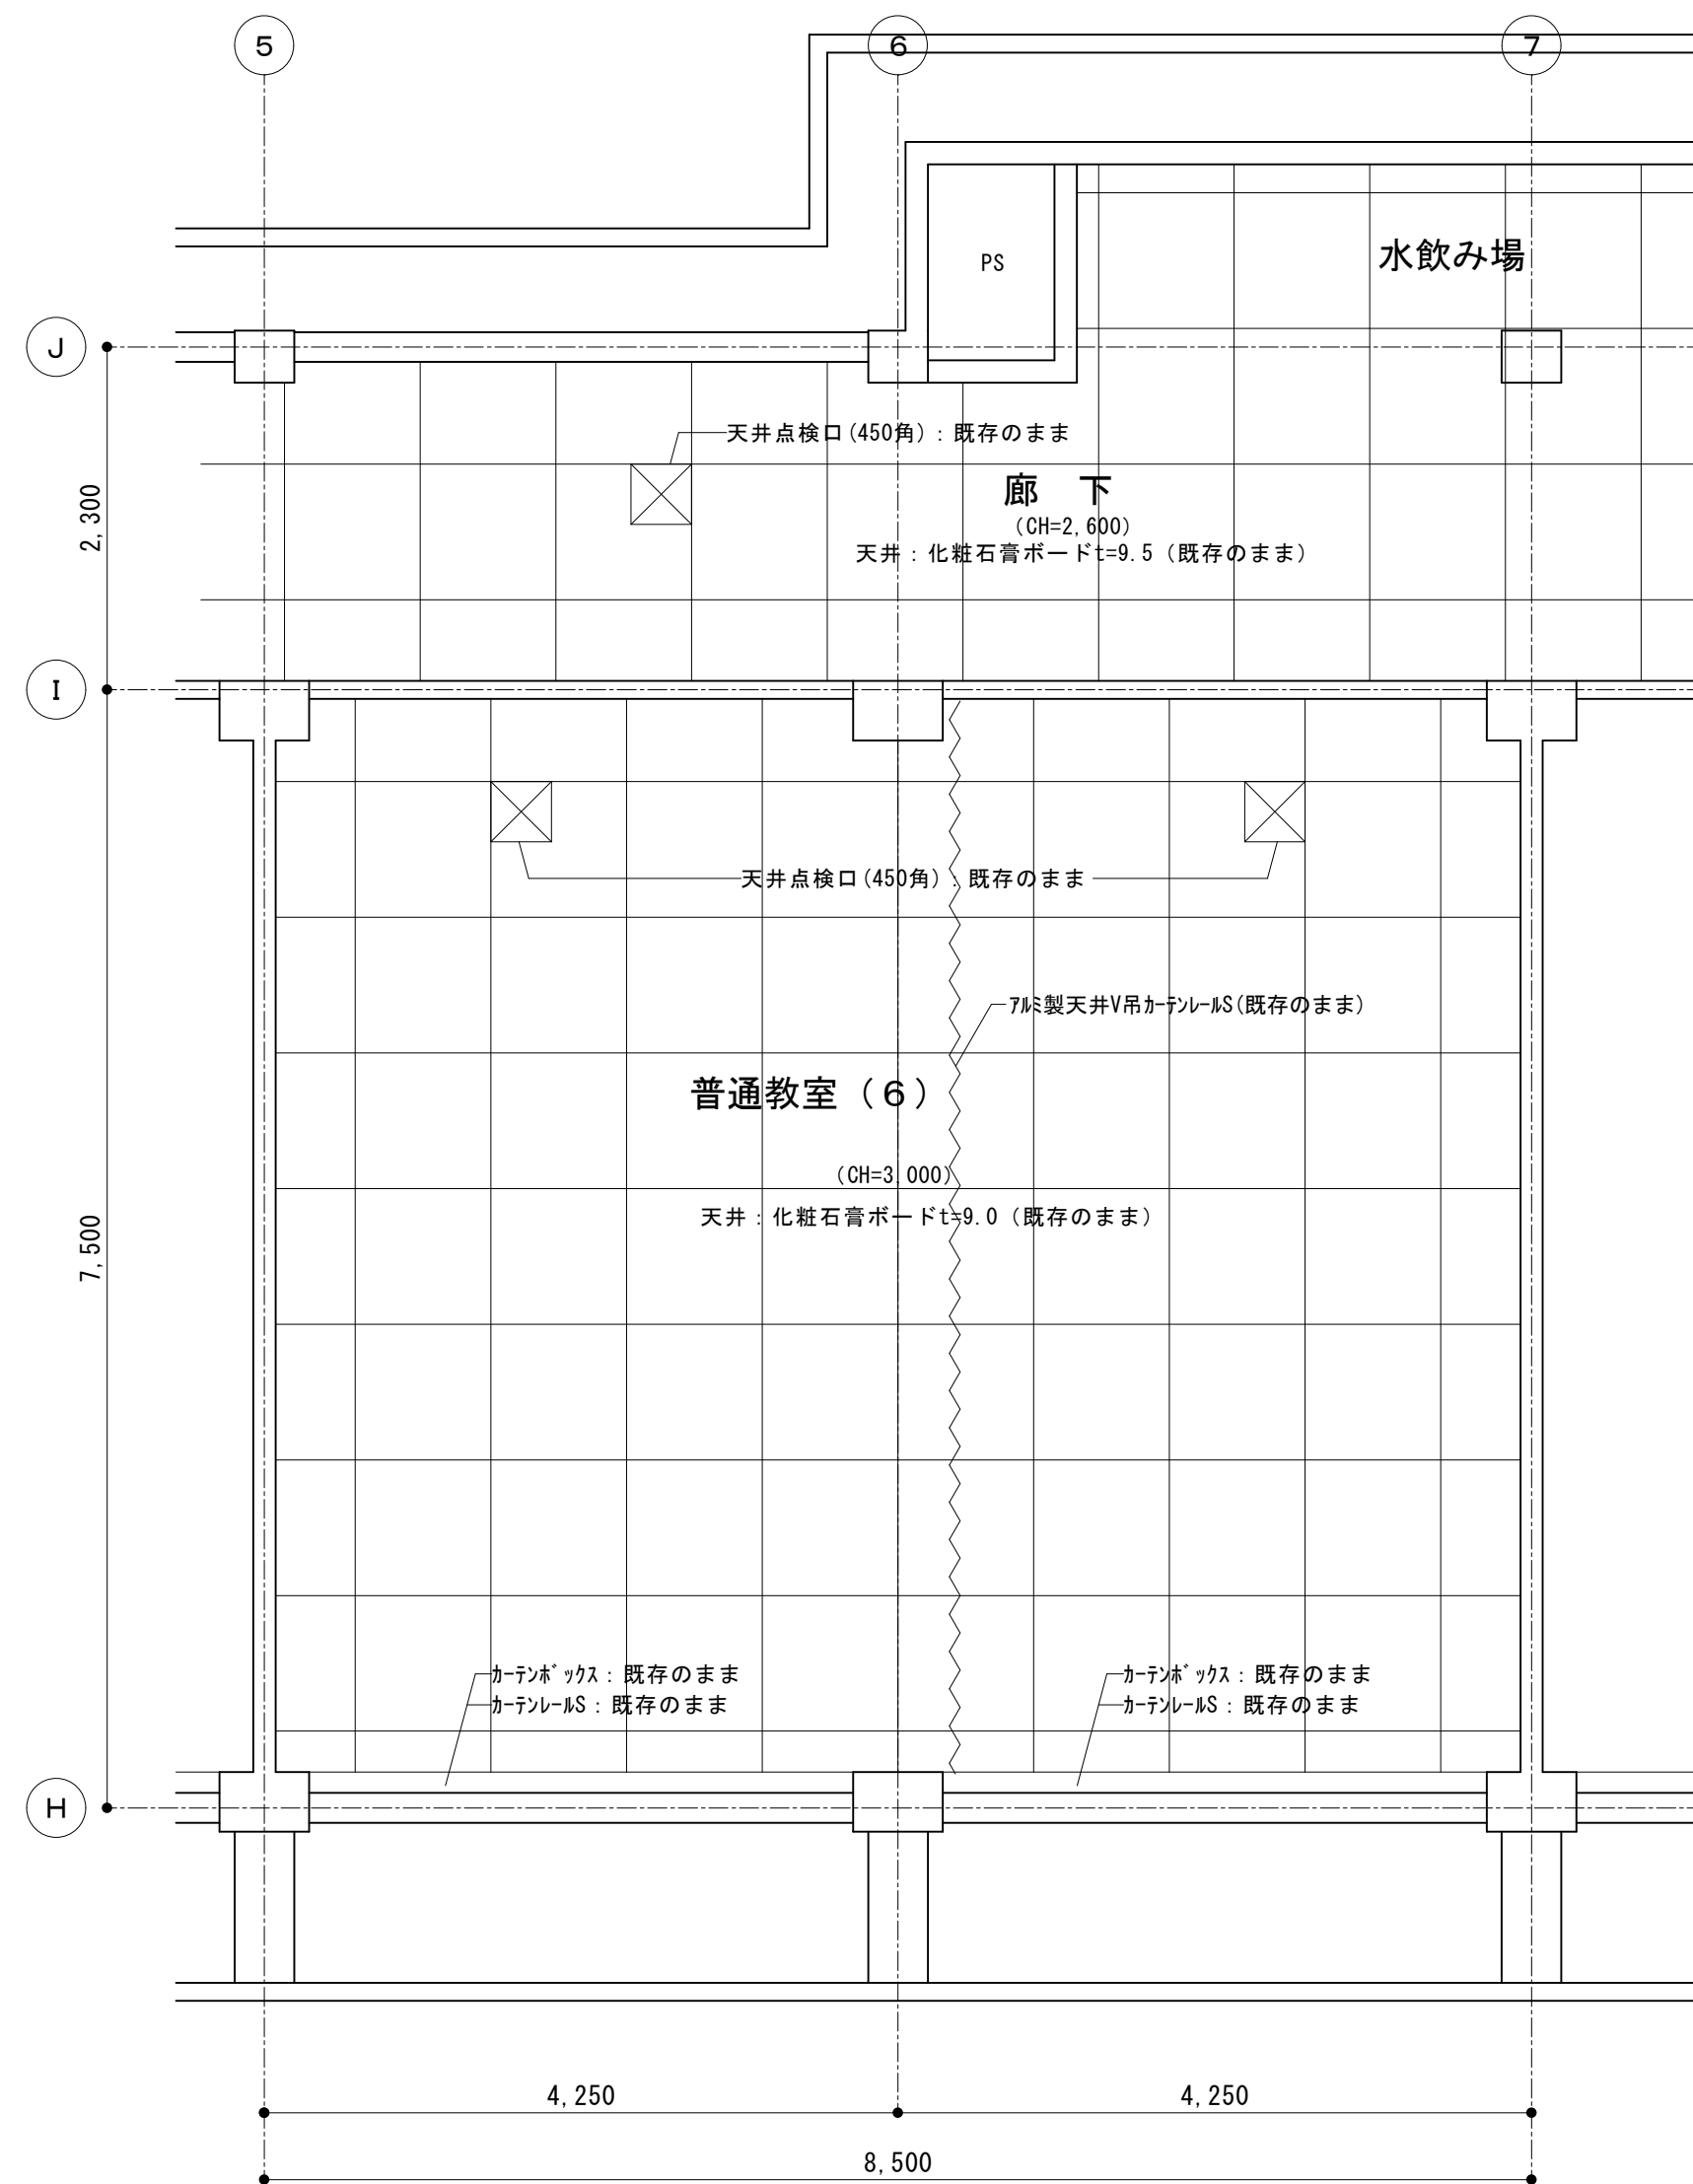 5
6
7
PS
水飲み場
J
天井点検口(450角)：既存のまま
廊　下
(CH=2,600)
天井：化粧石膏ボードt=9.5（既存のまま）
2,300
I
天井点検口(450角)：既存のまま
ｱﾙﾐ製天井V吊ｶｰﾃﾝﾚｰﾙS(既存のまま)
普通教室（６）
(CH=3,000)
天井：化粧石膏ボードt=9.0（既存のまま）
7,500
ｶｰﾃﾝﾎﾞｯｸｽ：既存のまま
ｶｰﾃﾝﾚｰﾙS：既存のまま
ｶｰﾃﾝﾎﾞｯｸｽ：既存のまま
ｶｰﾃﾝﾚｰﾙS：既存のまま
H
4,250
4,250
8,500